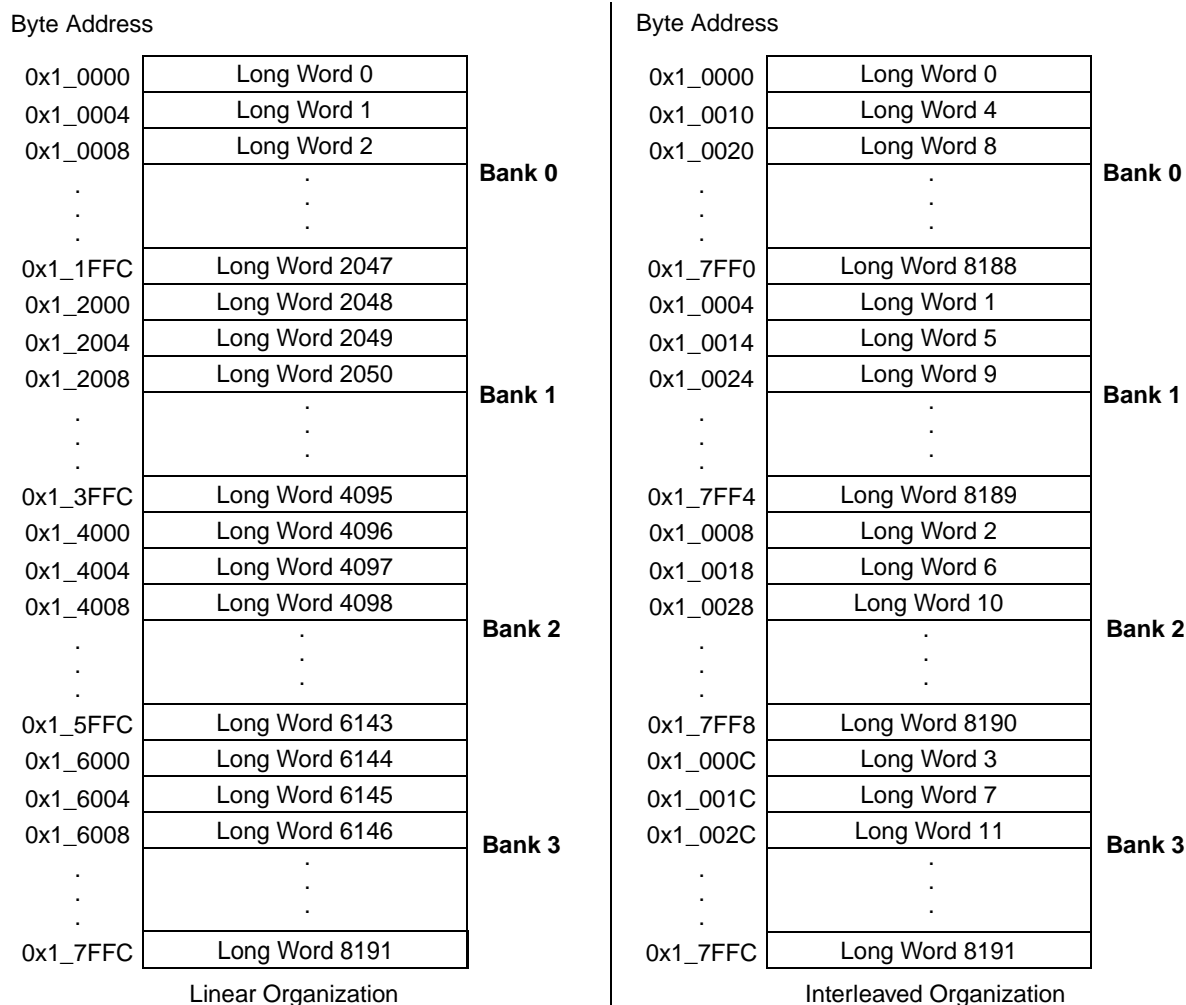 Byte Address
0x1_0000 Long Word 0
0x1_0004 Long Word 1
0x1_0008 Long Word 2
Bank 0
.
.
.
0x1_1FFC Long Word 2047
0x1_2000 Long Word 2048
0x1_2004 Long Word 2049
0x1_2008 Long Word 2050
Bank 1
.
.
.
0x1_3FFC Long Word 4095
0x1_4000 Long Word 4096
0x1_4004 Long Word 4097
0x1_4008 Long Word 4098
Bank 2
.
.
.
0x1_5FFC Long Word 6143
0x1_6000 Long Word 6144
0x1_6004 Long Word 6145
0x1_6008 Long Word 6146
Bank 3
.
.
.
0x1_7FFC Long Word 8191
Linear Organization
Byte Address
0x1_0000 Long Word 0
0x1_0010 Long Word 4
0x1_0020 Long Word 8
Bank 0
.
.
.
0x1_7FF0 Long Word 8188
0x1_0004 Long Word 1
0x1_0014 Long Word 5
0x1_0024 Long Word 9
Bank 1
.
.
.
0x1_7FF4 Long Word 8189
0x1_0008 Long Word 2
0x1_0018 Long Word 6
0x1_0028 Long Word 10
Bank 2
.
.
.
0x1_7FF8 Long Word 8190
0x1_000C Long Word 3
0x1_001C Long Word 7
0x1_002C Long Word 11
Bank 3
.
.
.
0x1_7FFC Long Word 8191
Interleaved Organization